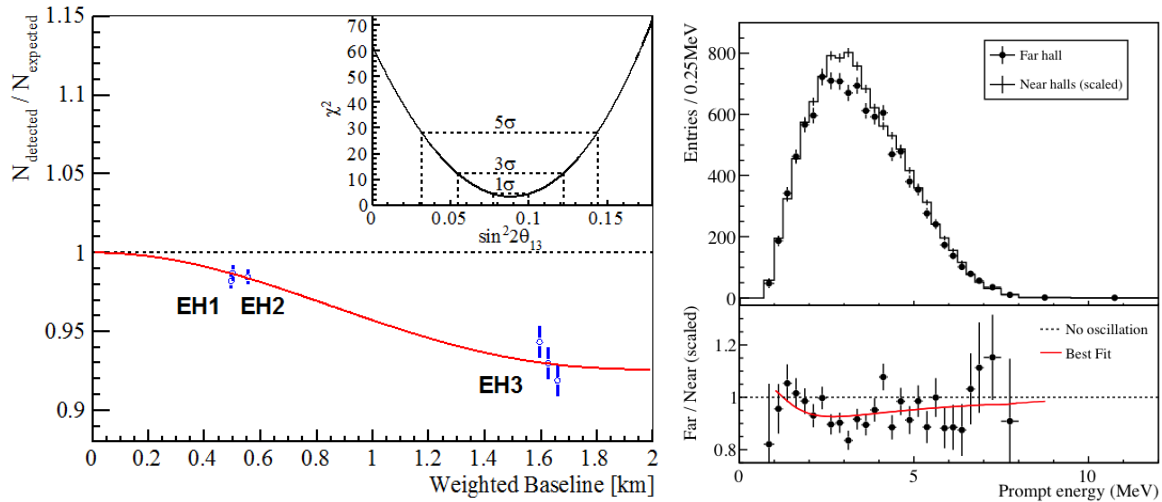 N_detected / N_expected
1.15
1.1
1.05
1
0.95
0.9
0 0.2 0.4 0.6 0.8 1 1.2 1.4 1.6 1.8 2
Weighted Baseline [km]
EH1 EH2
EH3
χ²
70
60
50
40
30
20
10
0
5σ
3σ
1σ
0 0.05 0.1 0.15
sin²2θ₁₃
Entries / 0.25MeV
800
600
400
200
0
Far hall
Near halls (scaled)
Far / Near (scaled)
1.2
1
0.8
No oscillation
Best Fit
0 5 10
Prompt energy (MeV)